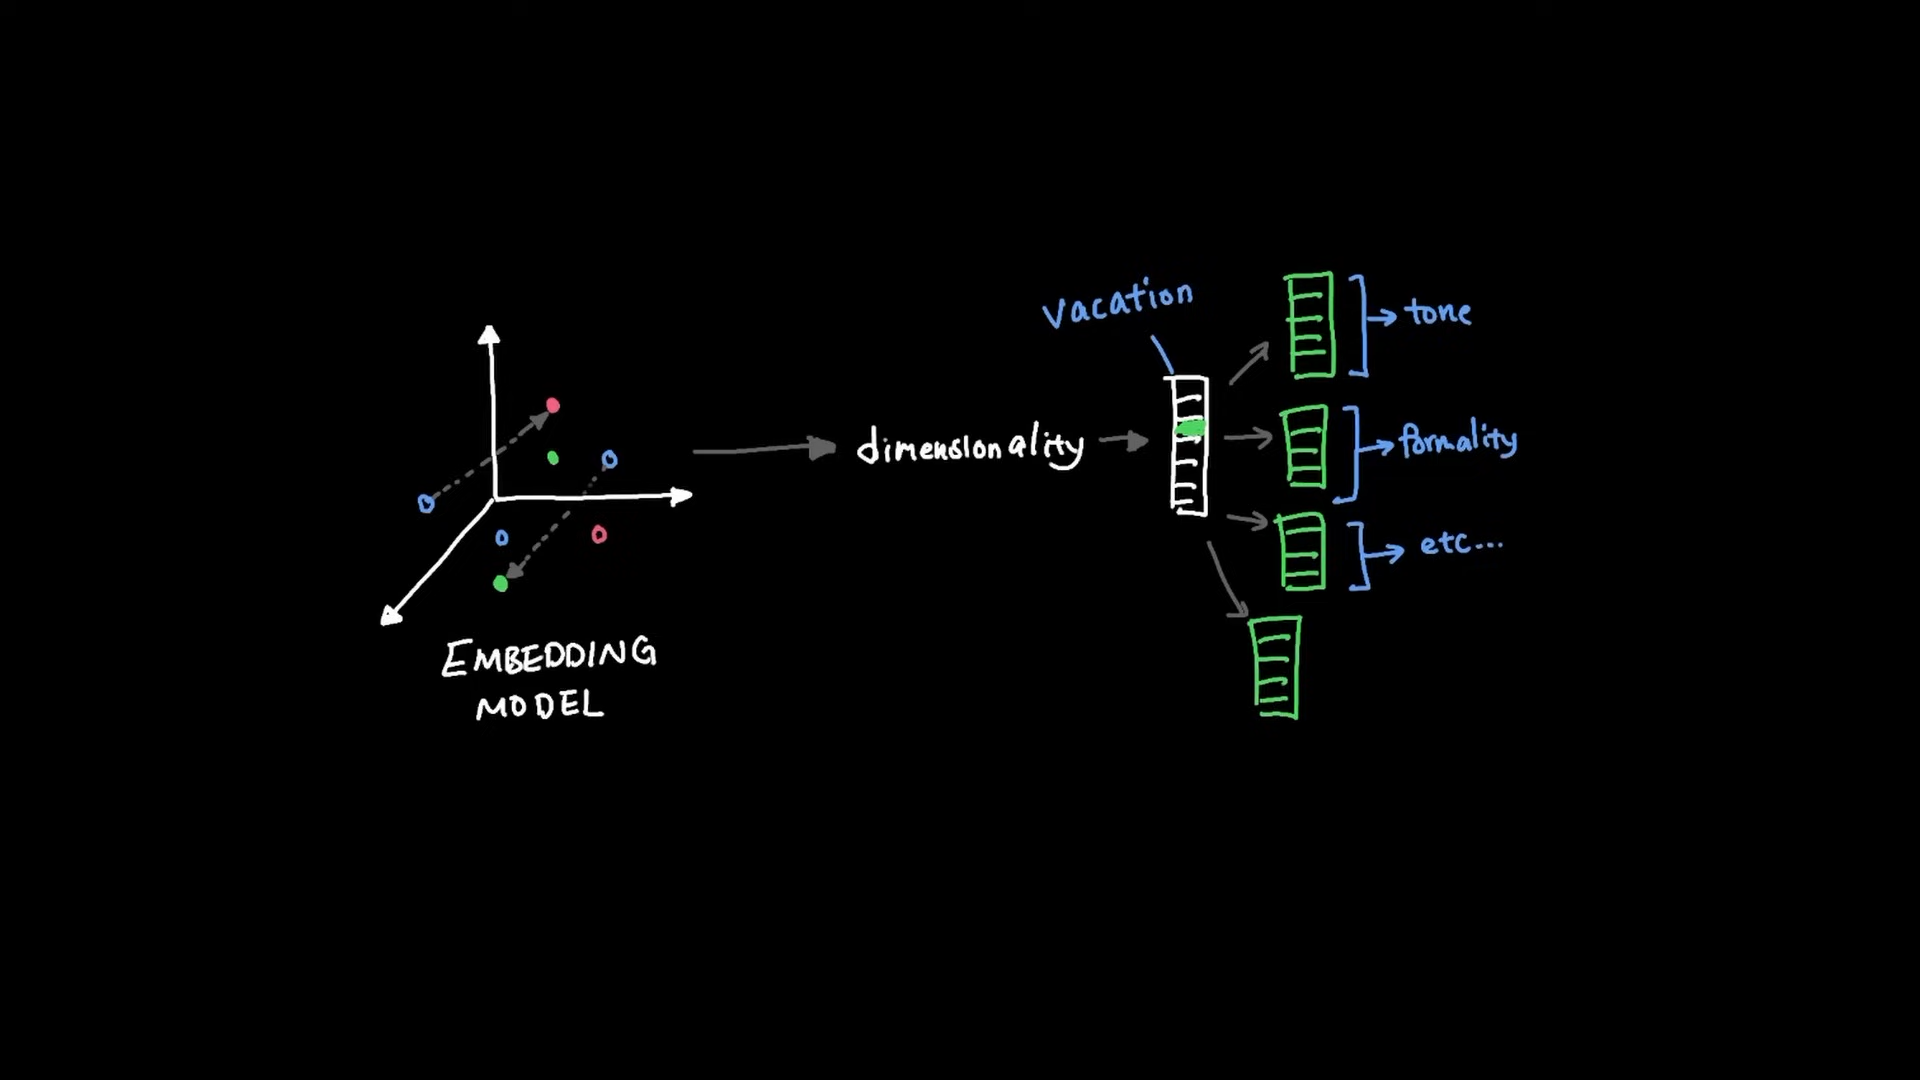 EMBEDDING
MODEL
dimensionality
vacation
tone
formality
etc...